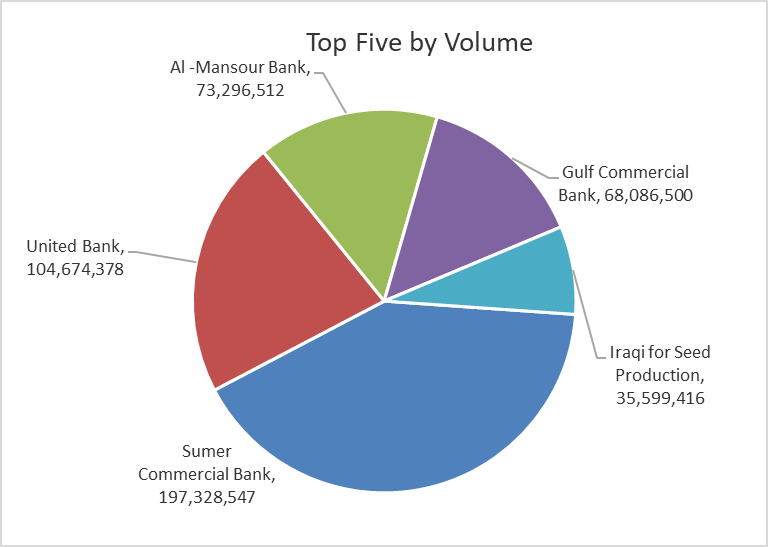 Top Five by Volume
Al -Mansour Bank,
73,296,512
Gulf Commercial
Bank, 68,086,500
United Bank,
104,674,378
Iraqi for Seed
Production,
35,599,416
Sumer
Commercial Bank,
197,328,547